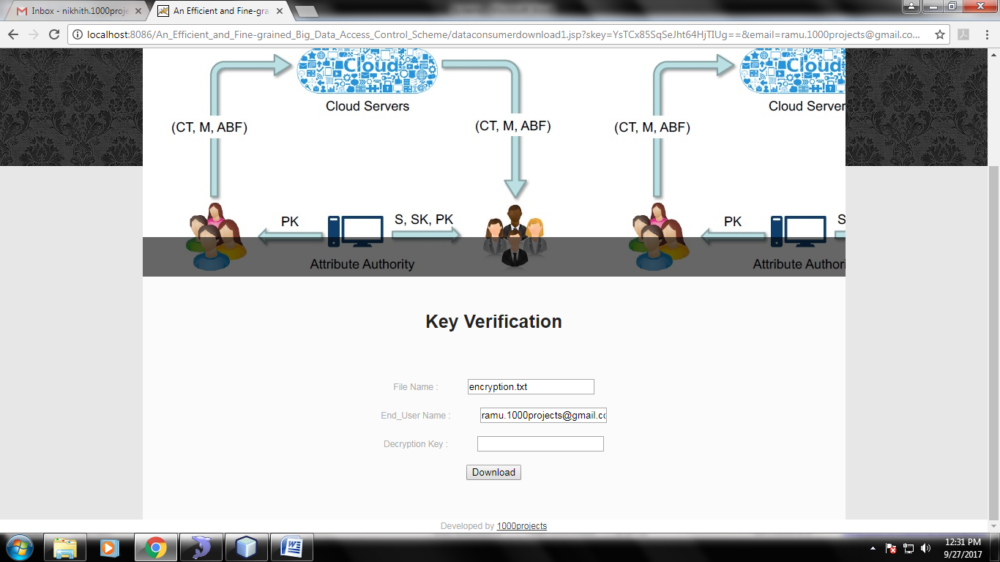 Inbox - nikhith.1000proje
An Efficient and Fine-gra
localhost:8086/An_Efficient_and_Fine-grained_Big_Data_Access_Control_Scheme/dataconsumerdownload1.jsp?skey=YsTCx85SqSeJht64HjTIUg==&email=ramu.1000projects@gmail.co...
Cloud Cloud
Cloud Servers Cloud Server
(CT, M, ABF) (CT, M, ABF) (CT, M, ABF)
PK S, SK, PK PK S
Attribute Authority Attribute Authori
Key Verification
File Name : encryption.txt
End_User Name : ramu.1000projects@gmail.co
Decryption Key :
Download
Developed by 1000projects
12:31 PM
9/27/2017